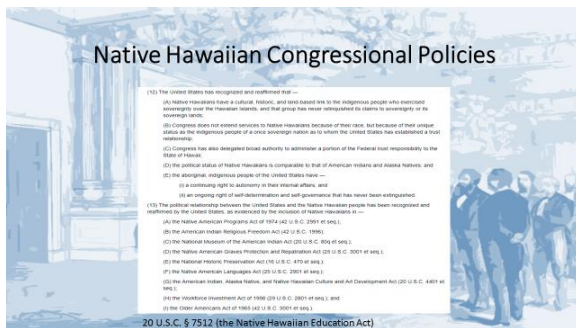 Native Hawaiian Congressional Policies
(12) The United States has recognized and reaffirmed that —
(A) Native Hawaiians have a cultural, historic, and land-based link to the indigenous people who exercised
sovereignty over the Hawaiian Islands, and that group has never relinquished its claims to sovereignty or its
sovereign lands;
(B) Congress does not extend services to Native Hawaiians because of their race, but because of their unique
status as the indigenous people of a once sovereign nation as to whom the United States has established a trust
relationship;
(C) Congress has also delegated broad authority to administer a portion of the Federal trust responsibility to the
State of Hawaii;
(D) the political status of Native Hawaiians is comparable to that of American Indians and Alaska Natives; and
(E) the aboriginal, indigenous people of the United States have —
(i) a continuing right to autonomy in their internal affairs; and
(ii) an ongoing right of self-determination and self-governance that has never been extinguished.
(13) The political relationship between the United States and the Native Hawaiian people has been recognized and
reaffirmed by the United States, as evidenced by the inclusion of Native Hawaiians in —
(A) the Native American Programs Act of 1974 (42 U.S.C. 2991 et seq.);
(B) the American Indian Religious Freedom Act (42 U.S.C. 1996);
(C) the National Museum of the American Indian Act (20 U.S.C. 80q et seq.);
(D) the Native American Graves Protection and Repatriation Act (25 U.S.C. 3001 et seq.);
(E) the National Historic Preservation Act (16 U.S.C. 470 et seq.);
(F) the Native American Languages Act (25 U.S.C. 2901 et seq.);
(G) the American Indian, Alaska Native, and Native Hawaiian Culture and Art Development Act (20 U.S.C. 4401 et
seq.);
(H) the Workforce Investment Act of 1998 (29 U.S.C. 2801 et seq.); and
(I) the Older Americans Act of 1965 (42 U.S.C. 3001 et seq.).
20 U.S.C. § 7512 (the Native Hawaiian Education Act)